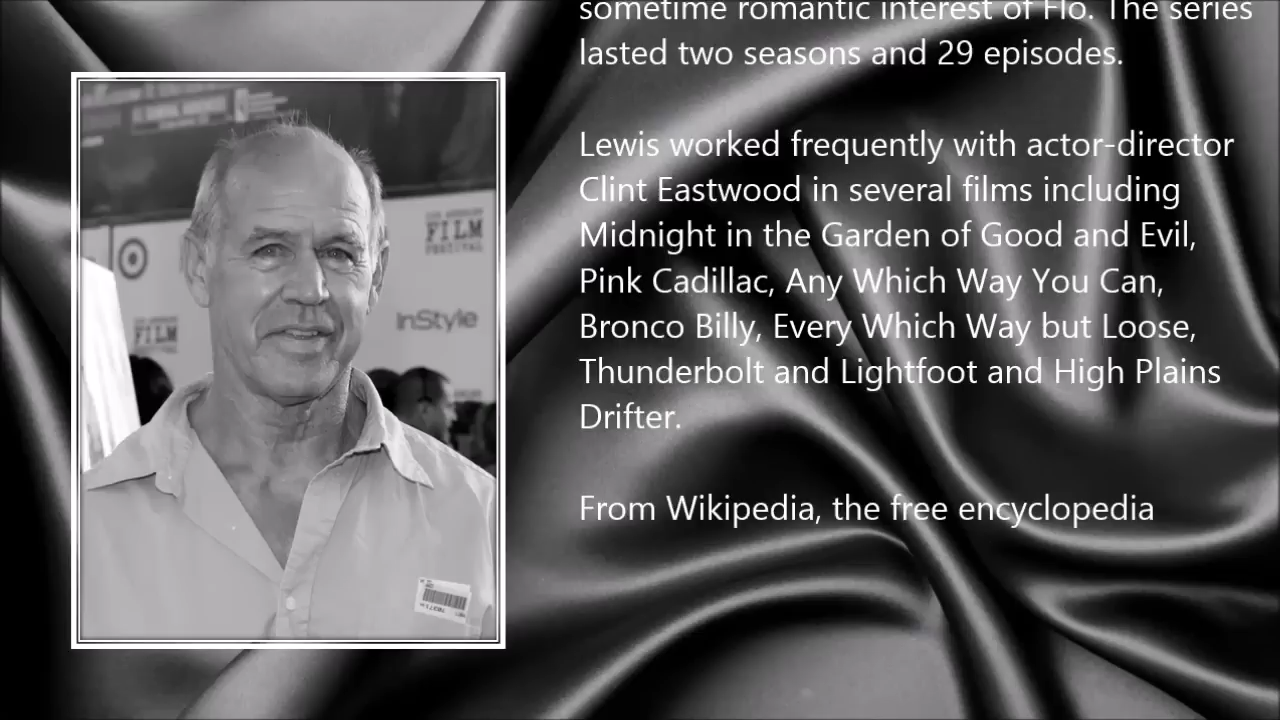 sometime romantic interest of Flo. The series
lasted two seasons and 29 episodes.
Lewis worked frequently with actor-director
Clint Eastwood in several films including
Midnight in the Garden of Good and Evil,
Pink Cadillac, Any Which Way You Can,
Bronco Billy, Every Which Way but Loose,
Thunderbolt and Lightfoot and High Plains
Drifter.
From Wikipedia, the free encyclopedia
FILM
FESTIVAL
InStyle
FILM